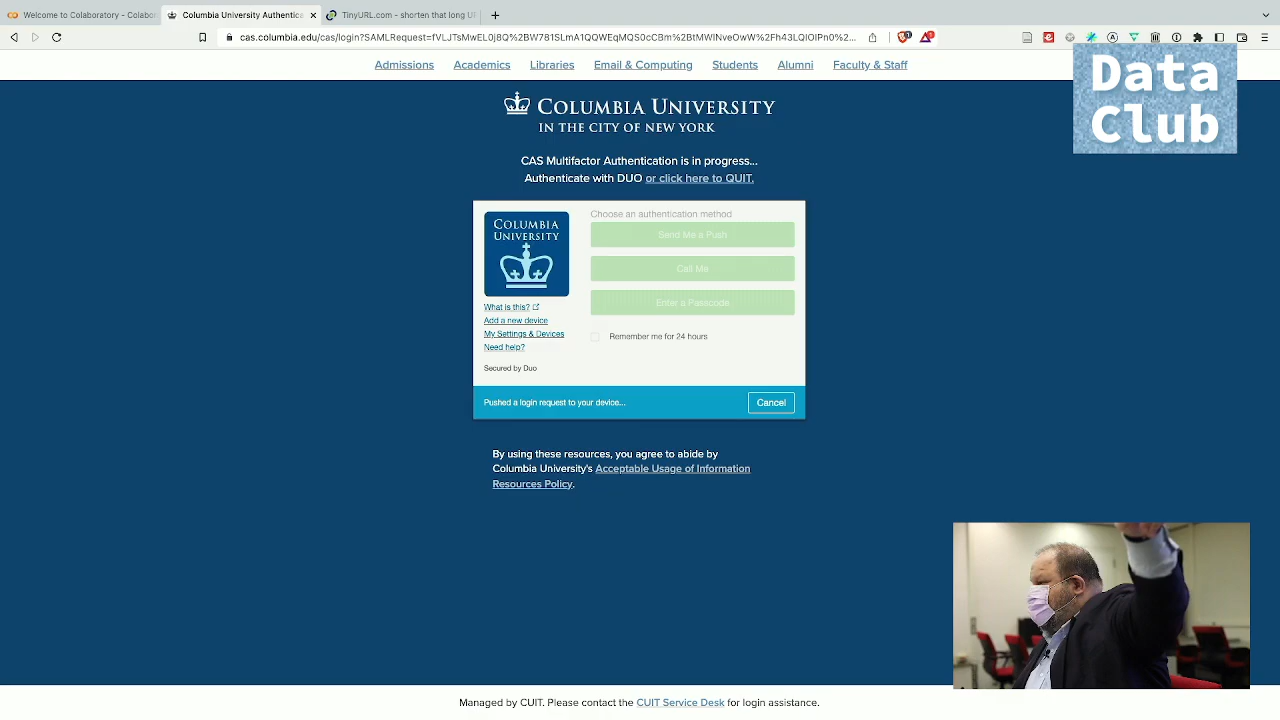 Welcome to Colaboratory - Colabor
Columbia University Authentica
TinyURL.com - shorten that long U
Admissions
Academics
Libraries
Email & Computing
Students
Alumni
Faculty & Staff
Data
Club
COLUMBIA UNIVERSITY
IN THE CITY OF NEW YORK
CAS Multifactor Authentication is in progress...
Authenticate with DUO or click here to QUIT.
COLUMBIA
UNIVERSITY
What is this?
Add a new device
My Settings & Devices
Need help?
Secured by Duo
Choose an authentication method
Send Me a Push
Call Me
Enter a Passcode
Remember me for 24 hours
Pushed a login request to your device...
Cancel
By using these resources, you agree to abide by
Columbia University's Acceptable Usage of Information
Resources Policy.
Managed by CUIT. Please contact the CUIT Service Desk for login assistance.